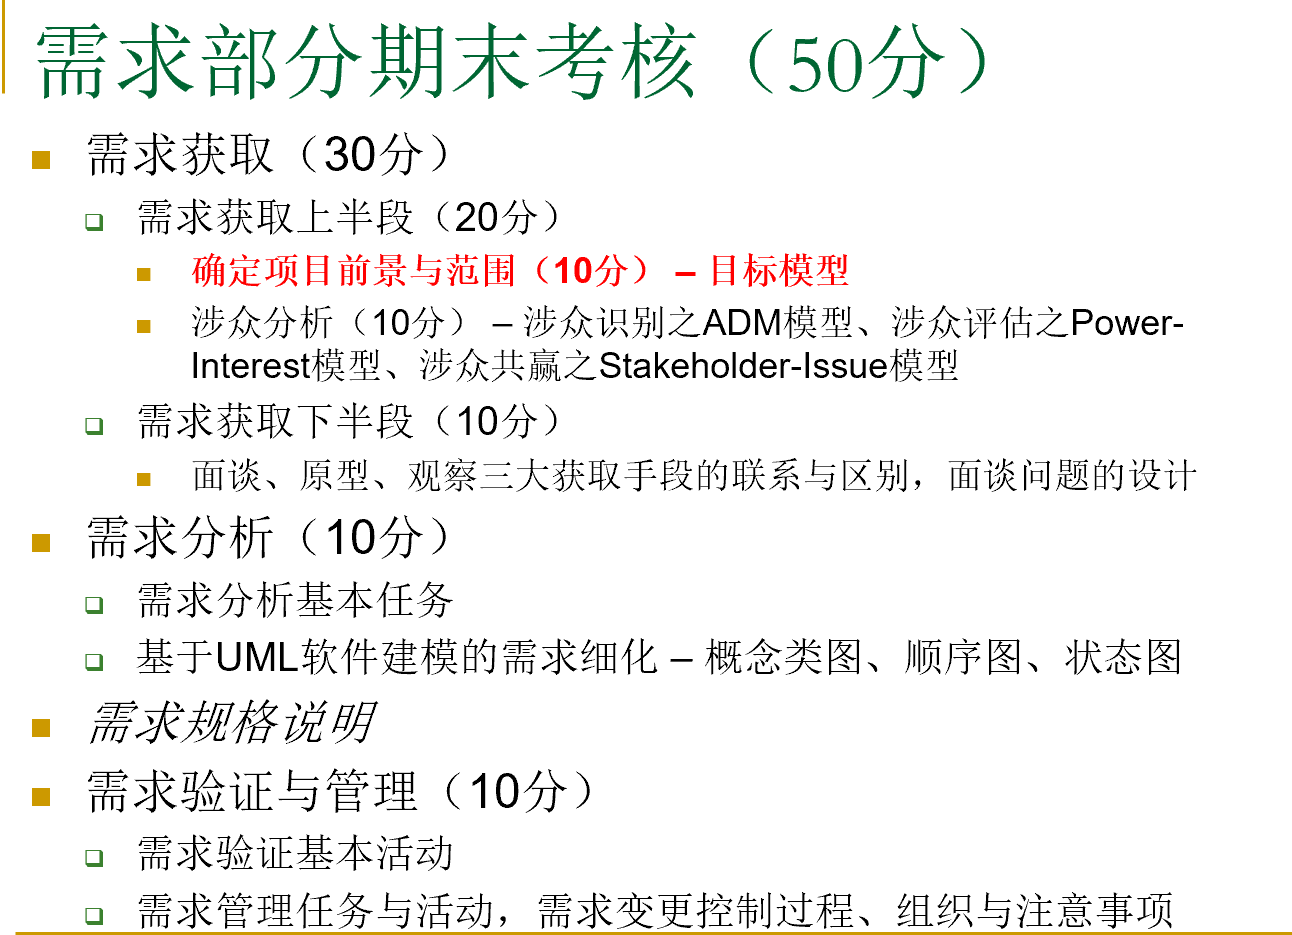 需求部分期末考核（50分）
需求获取（30分）
需求获取上半段（20分）
确定项目前景与范围（10分） – 目标模型
涉众分析（10分） – 涉众识别之ADM模型、涉众评估之Power-
Interest模型、涉众共赢之Stakeholder-Issue模型
需求获取下半段（10分）
面谈、原型、观察三大获取手段的联系与区别，面谈问题的设计
需求分析（10分）
需求分析基本任务
基于UML软件建模的需求细化 – 概念类图、顺序图、状态图
需求规格说明
需求验证与管理（10分）
需求验证基本活动
需求管理任务与活动，需求变更控制过程、组织与注意事项